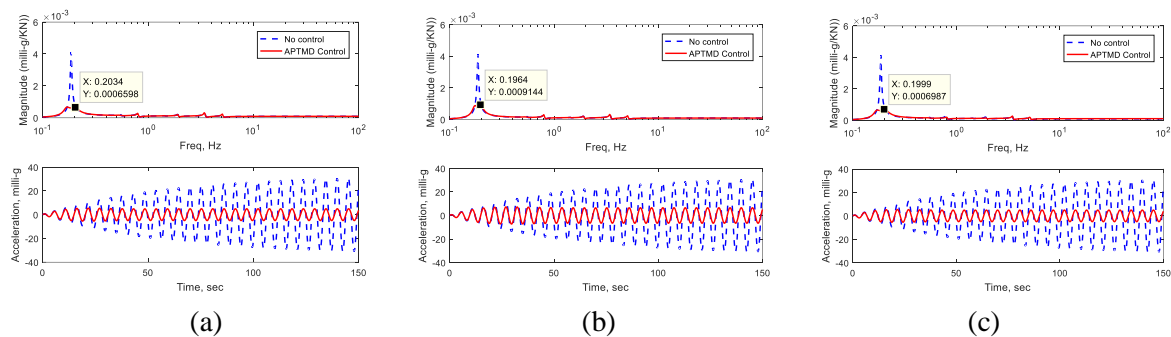 ×10⁻³
6
4
2
0
Magnitude (milli-g/KN))
No control
APTMD Control
X: 0.2034
Y: 0.0006598
10⁻¹ 10⁰ 10¹ 10²
Freq, Hz
40
20
0
-20
-40
Acceleration, milli-g
0 50 100 150
Time, sec
(a)
×10⁻³
6
4
2
0
Magnitude (milli-g/KN))
No control
APTMD Control
X: 0.1964
Y: 0.0009144
10⁻¹ 10⁰ 10¹ 10²
Freq, Hz
40
20
0
-20
-40
Acceleration, milli-g
0 50 100 150
Time, sec
(b)
×10⁻³
6
4
2
0
Magnitude (milli-g/KN))
No control
APTMD Control
X: 0.1999
Y: 0.0006987
10⁻¹ 10⁰ 10¹ 10²
Freq, Hz
40
20
0
-20
-40
Acceleration, milli-g
0 50 100 150
Time, sec
(c)